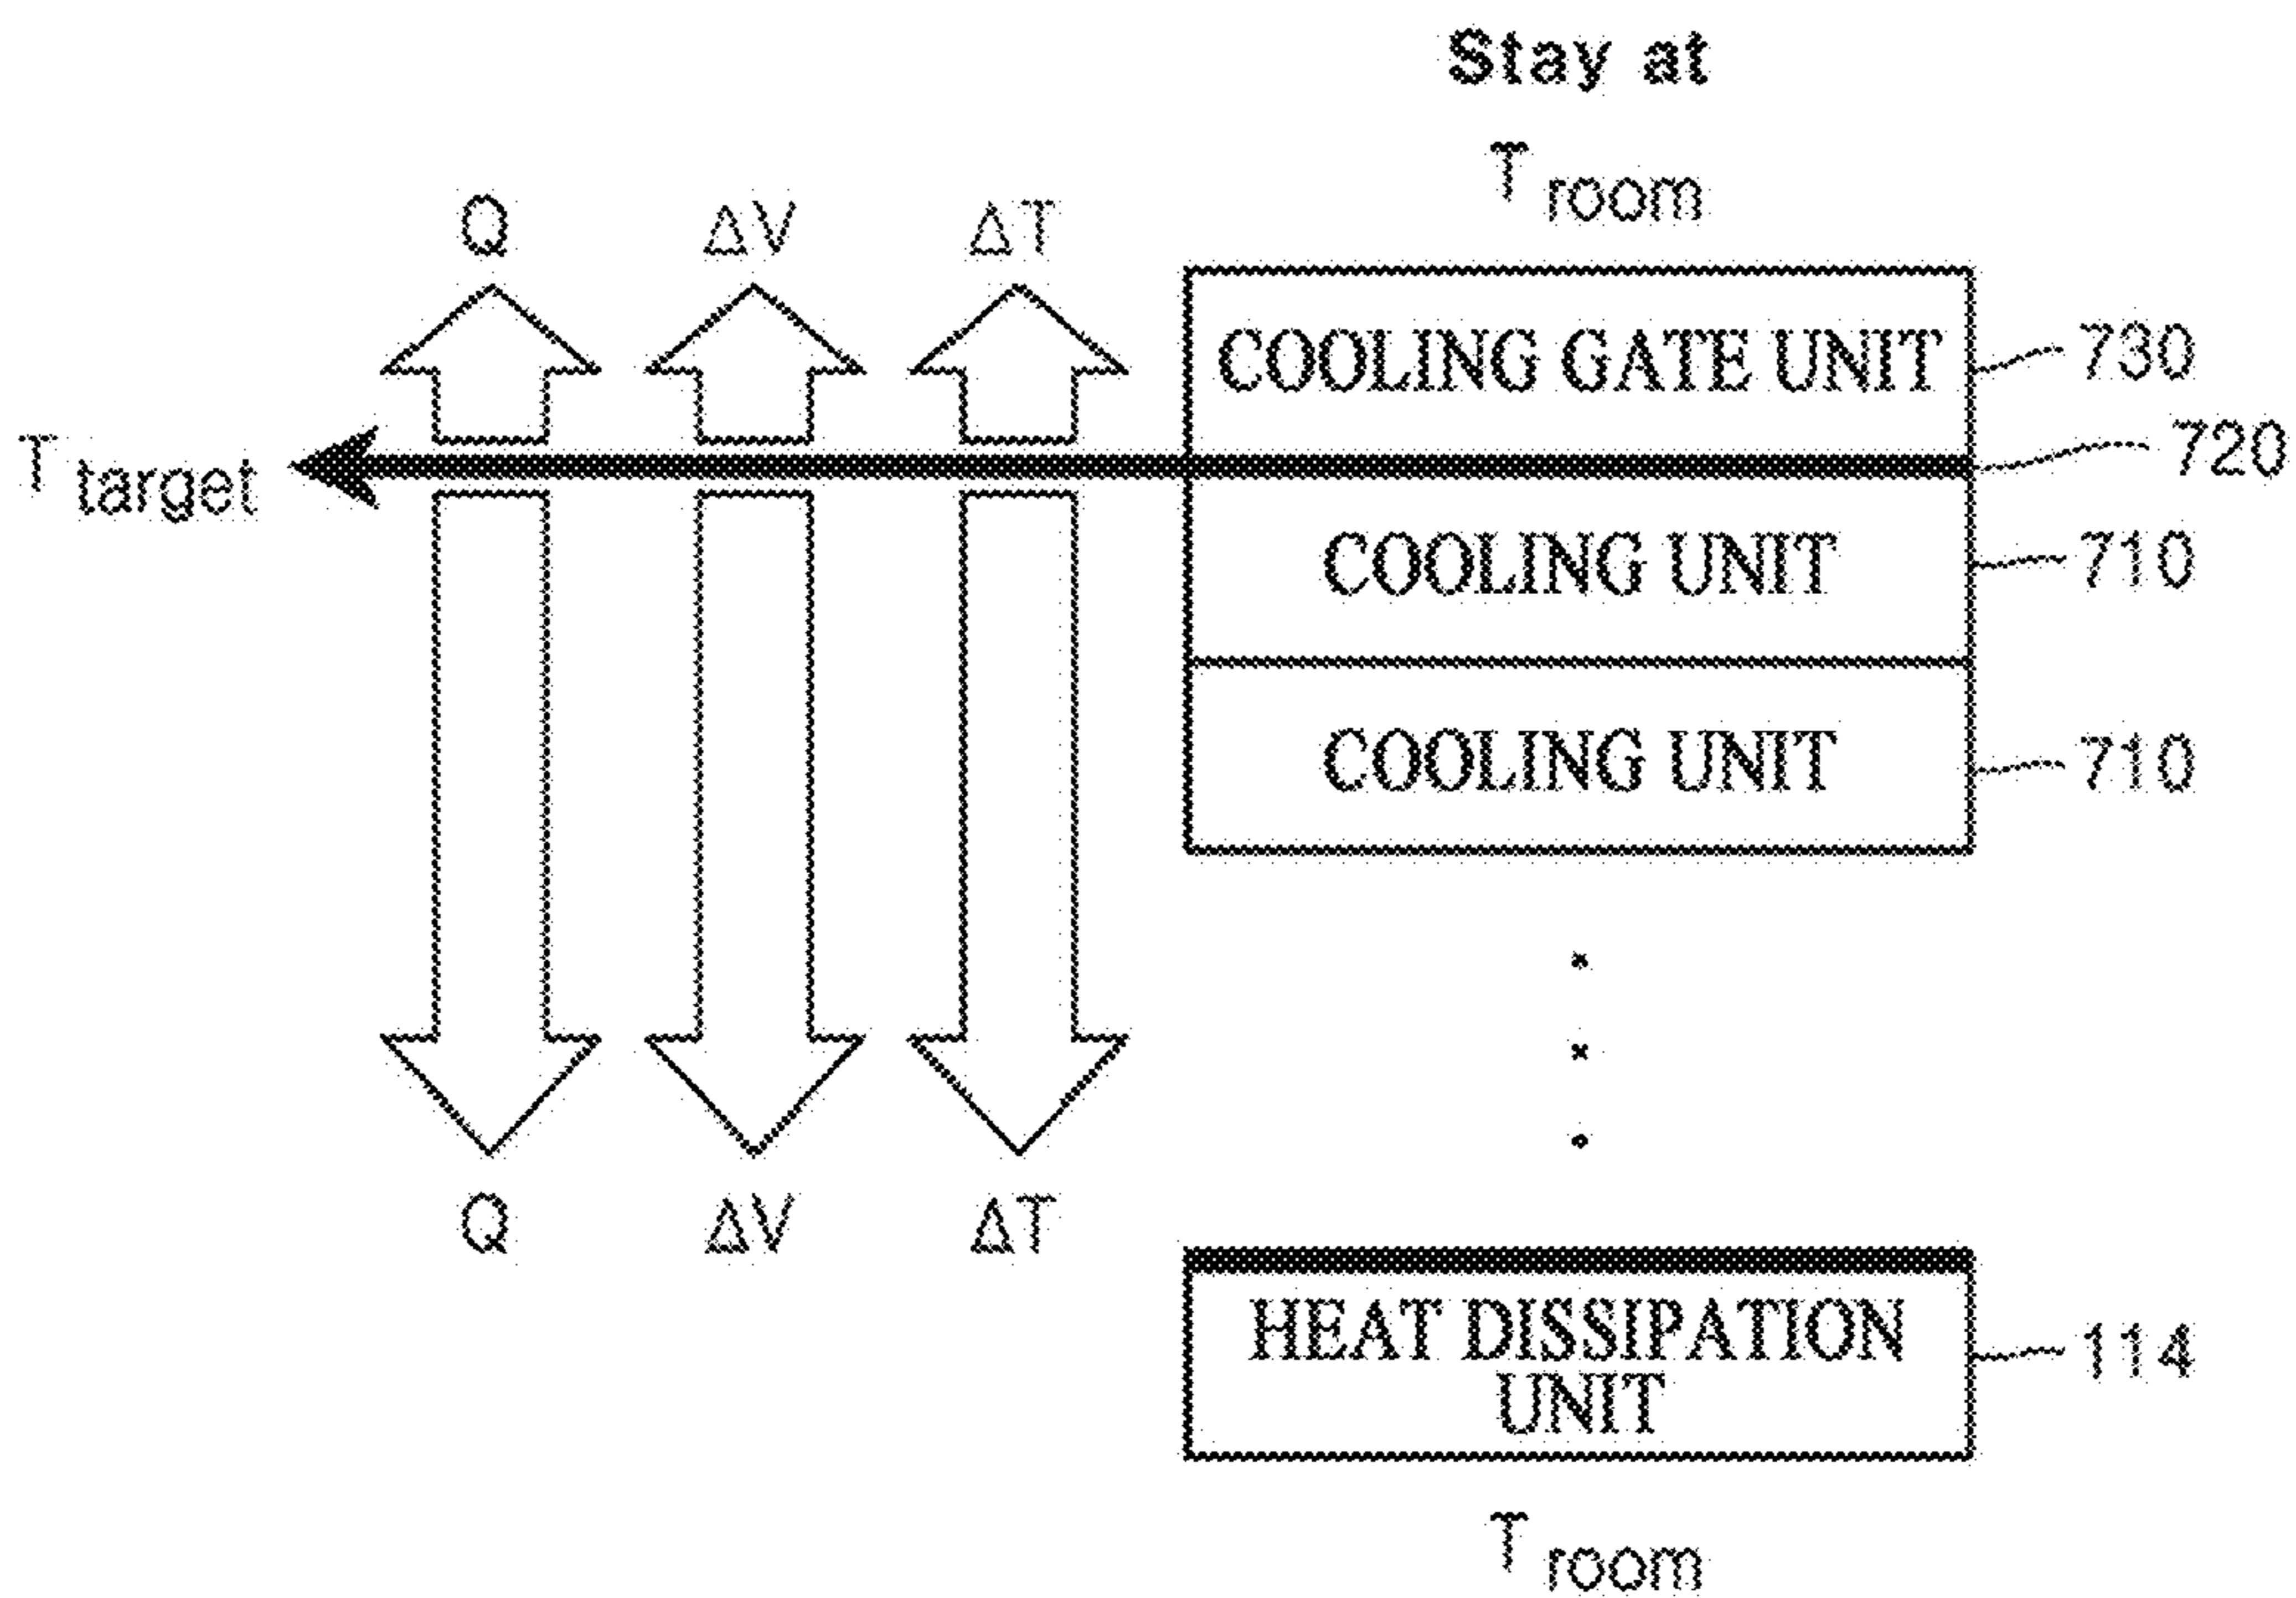 Stay at
T room
Q ΔV ΔT
COOLING GATE UNIT 730
T target
720
COOLING UNIT 710
COOLING UNIT 710
Q ΔV ΔT
HEAT DISSIPATION
UNIT
114
T room